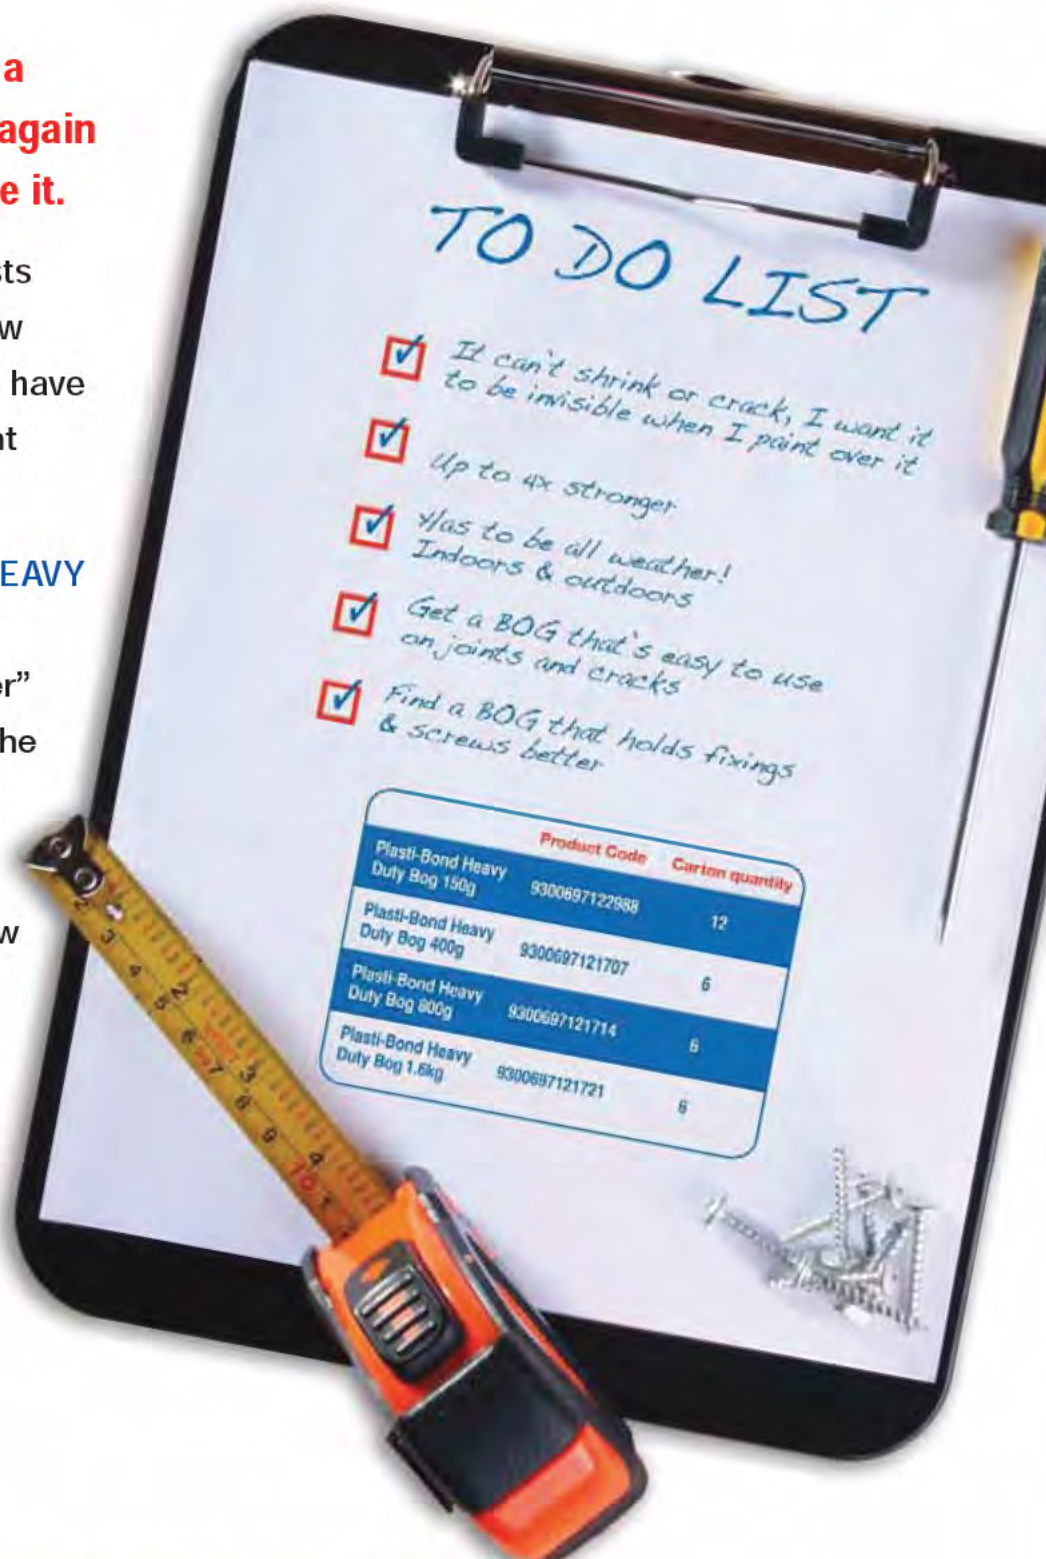 a
again
e it.
sts
w
have
nt
EAVY
er”
he
w
TO DO LIST
It can't shrink or crack, I want it
to be invisible when I paint over it
Up to 4x stronger
Has to be all weather!
Indoors & outdoors
Get a BOG that's easy to use
on joints and cracks
Find a BOG that holds fixings
& screws better
Product Code Carton quantity
Plasti-Bond Heavy
Duty Bog 150g 9300697122988 12
Plasti-Bond Heavy
Duty Bog 400g 9300697121707 6
Plasti-Bond Heavy
Duty Bog 800g 9300697121714 6
Plasti-Bond Heavy
Duty Bog 1.6kg 9300697121721 6